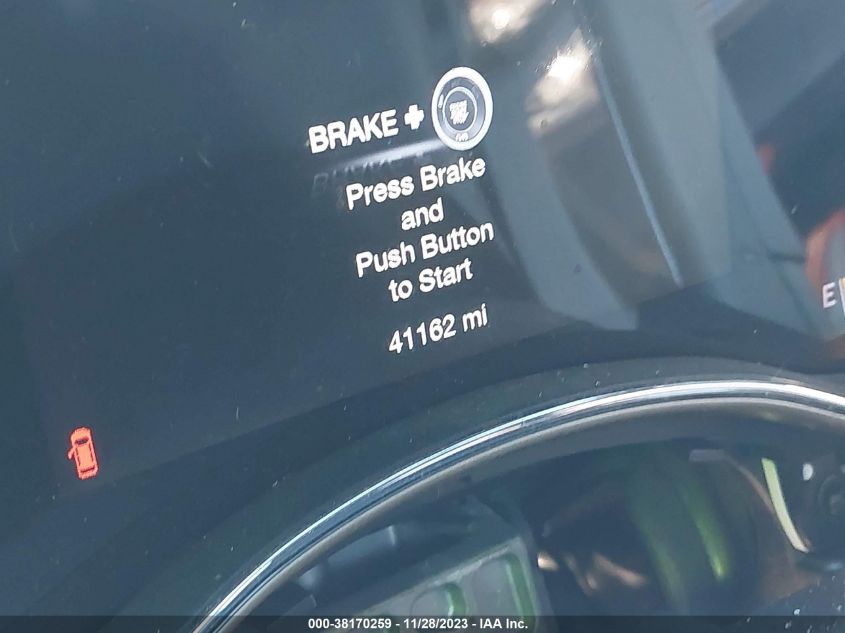 BRAKE +
Press Brake
and
Push Button
to Start
41162 mi
E
000-38170259 - 11/28/2023 - IAA Inc.